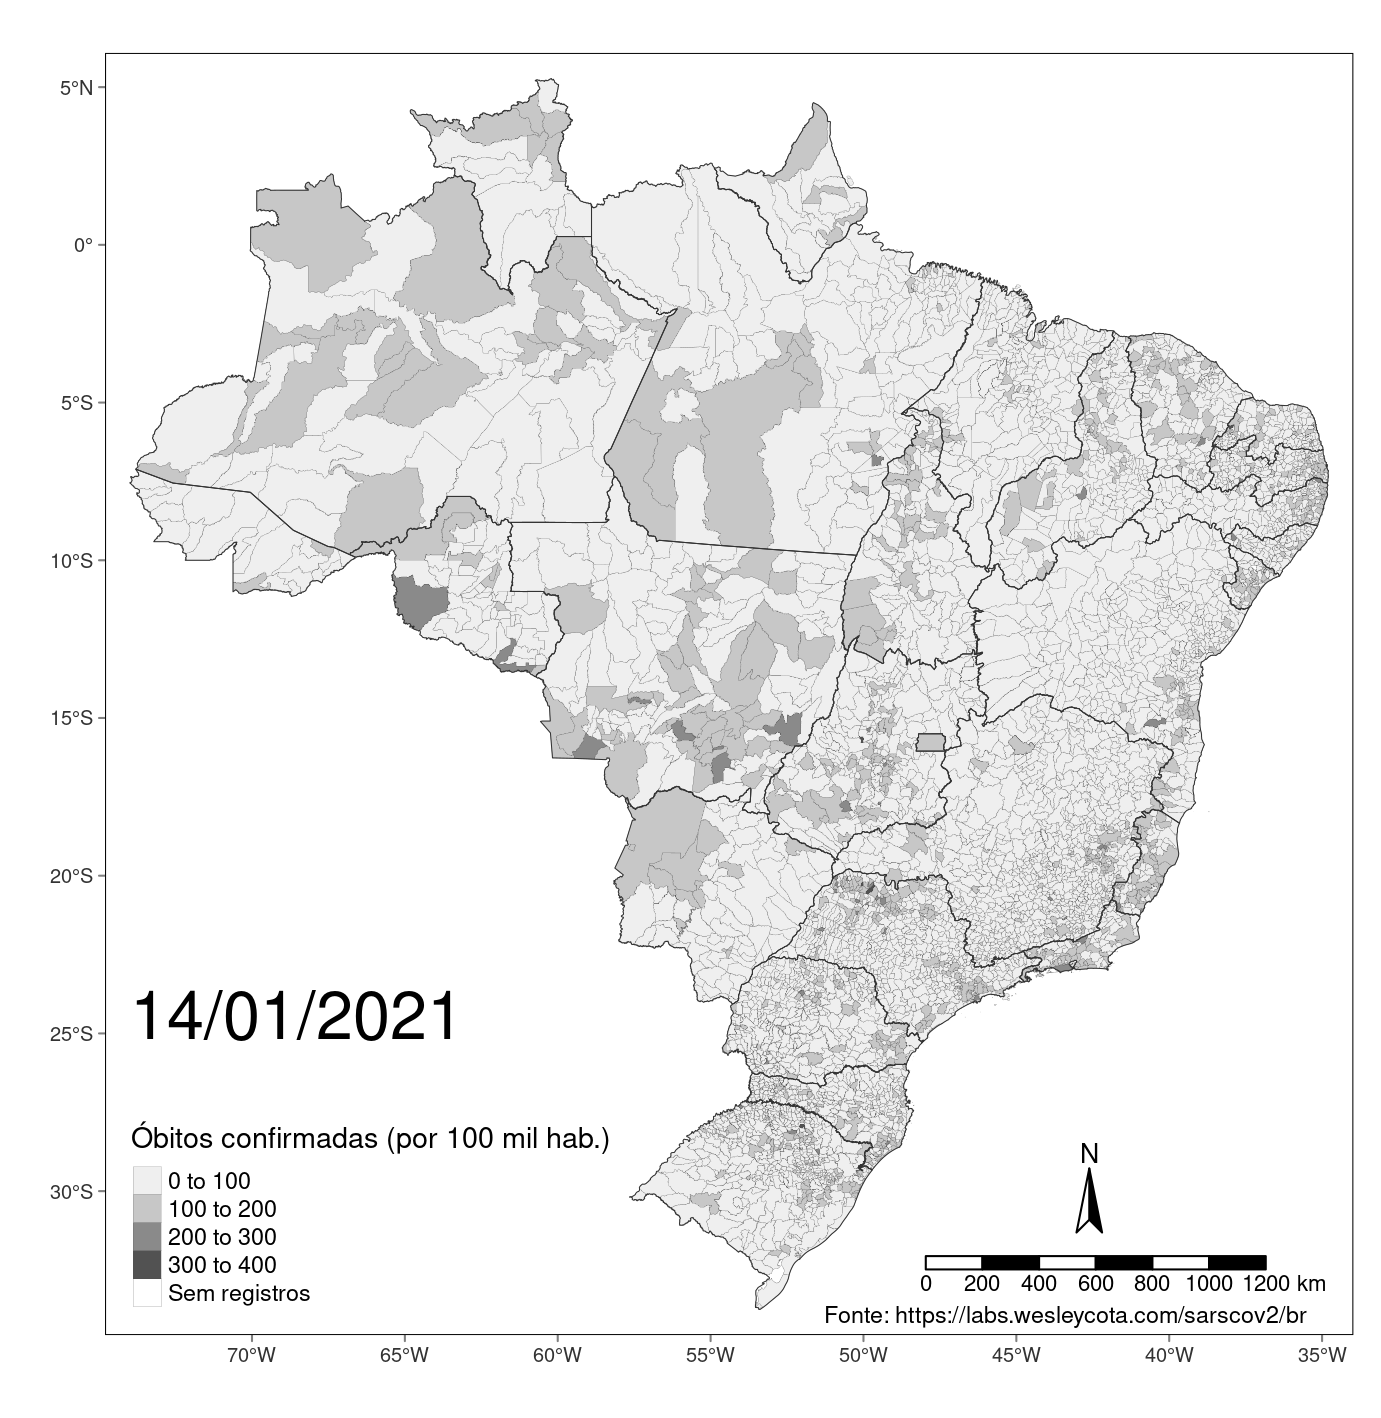 5°N
0°
5°S
10°S
15°S
20°S
25°S
30°S
14/01/2021
Óbitos confirmadas (por 100 mil hab.)
0 to 100
100 to 200
200 to 300
300 to 400
Sem registros
N
0 200 400 600 800 1000 1200 km
Fonte: https://labs.wesleycota.com/sarscov2/br
70°W 65°W 60°W 55°W 50°W 45°W 40°W 35°W